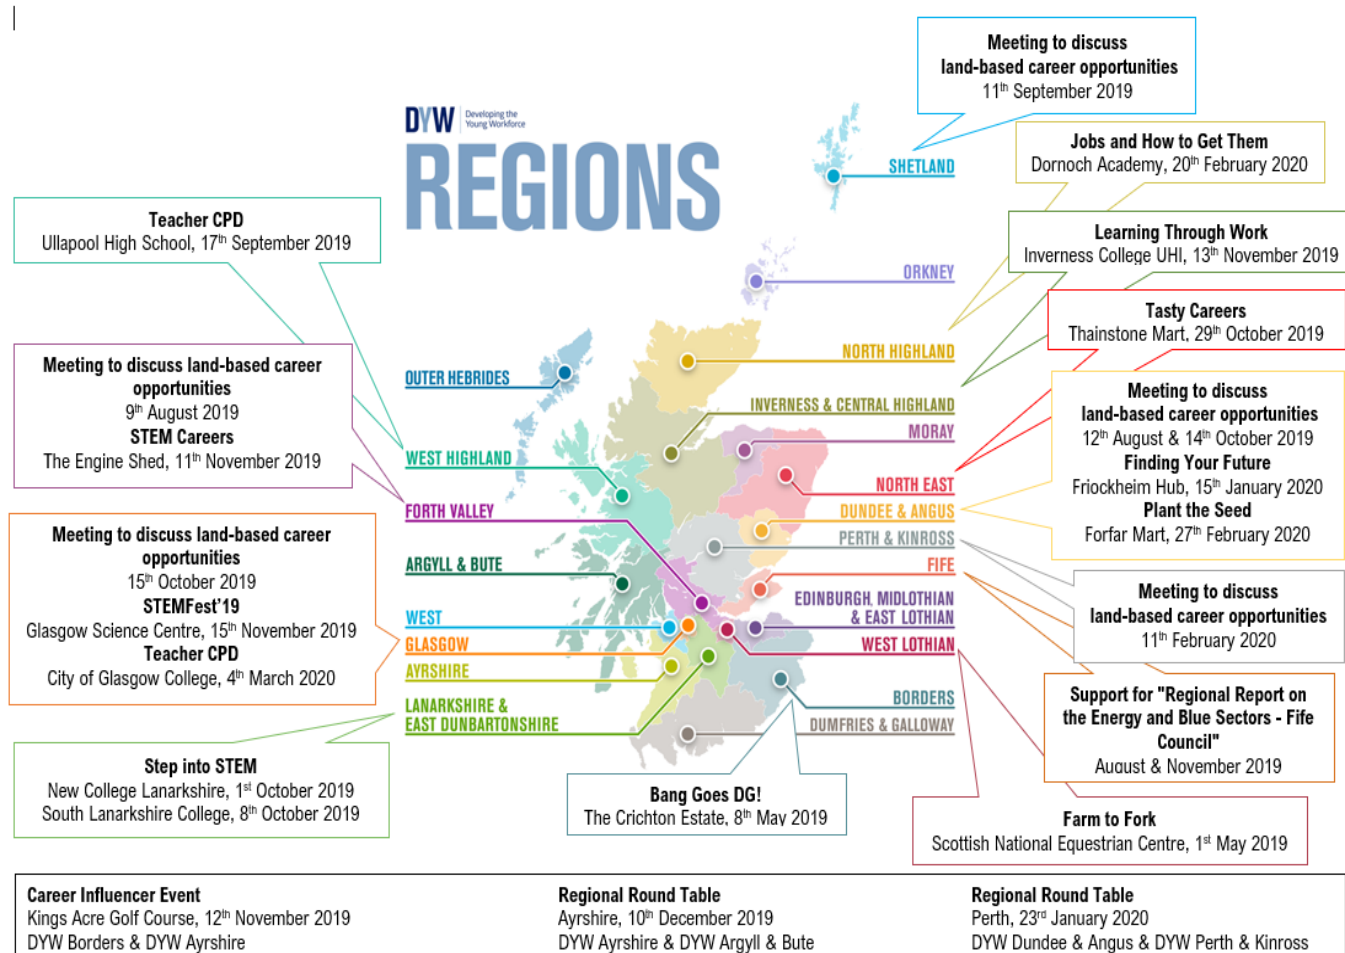 DYW Developing the
Young Workforce
REGIONS
Meeting to discuss
land-based career opportunities
11th September 2019
SHETLAND
Jobs and How to Get Them
Dornoch Academy, 20th February 2020
Teacher CPD
Ullapool High School, 17th September 2019
Learning Through Work
Inverness College UHI, 13th November 2019
ORKNEY
Tasty Careers
Thainstone Mart, 29th October 2019
NORTH HIGHLAND
OUTER HEBRIDES
INVERNESS & CENTRAL HIGHLAND
MORAY
WEST HIGHLAND
NORTH EAST
FORTH VALLEY
DUNDEE & ANGUS
PERTH & KINROSS
ARGYLL & BUTE
FIFE
EDINBURGH, MIDLOTHIAN
& EAST LOTHIAN
WEST
GLASGOW
WEST LOTHIAN
AYRSHIRE
LANARKSHIRE &
EAST DUNBARTONSHIRE
BORDERS
DUMFRIES & GALLOWAY
Meeting to discuss land-based career
opportunities
9th August 2019
STEM Careers
The Engine Shed, 11th November 2019
Meeting to discuss
land-based career opportunities
12th August & 14th October 2019
Finding Your Future
Friockheim Hub, 15th January 2020
Plant the Seed
Forfar Mart, 27th February 2020
Meeting to discuss land-based career
opportunities
15th October 2019
STEMFest'19
Glasgow Science Centre, 15th November 2019
Teacher CPD
City of Glasgow College, 4th March 2020
Meeting to discuss
land-based career opportunities
11th February 2020
Support for "Regional Report on
the Energy and Blue Sectors - Fife
Council"
August & November 2019
Step into STEM
New College Lanarkshire, 1st October 2019
South Lanarkshire College, 8th October 2019
Bang Goes DG!
The Crichton Estate, 8th May 2019
Farm to Fork
Scottish National Equestrian Centre, 1st May 2019
Career Influencer Event
Kings Acre Golf Course, 12th November 2019
DYW Borders & DYW Ayrshire
Regional Round Table
Ayrshire, 10th December 2019
DYW Ayrshire & DYW Argyll & Bute
Regional Round Table
Perth, 23rd January 2020
DYW Dundee & Angus & DYW Perth & Kinross